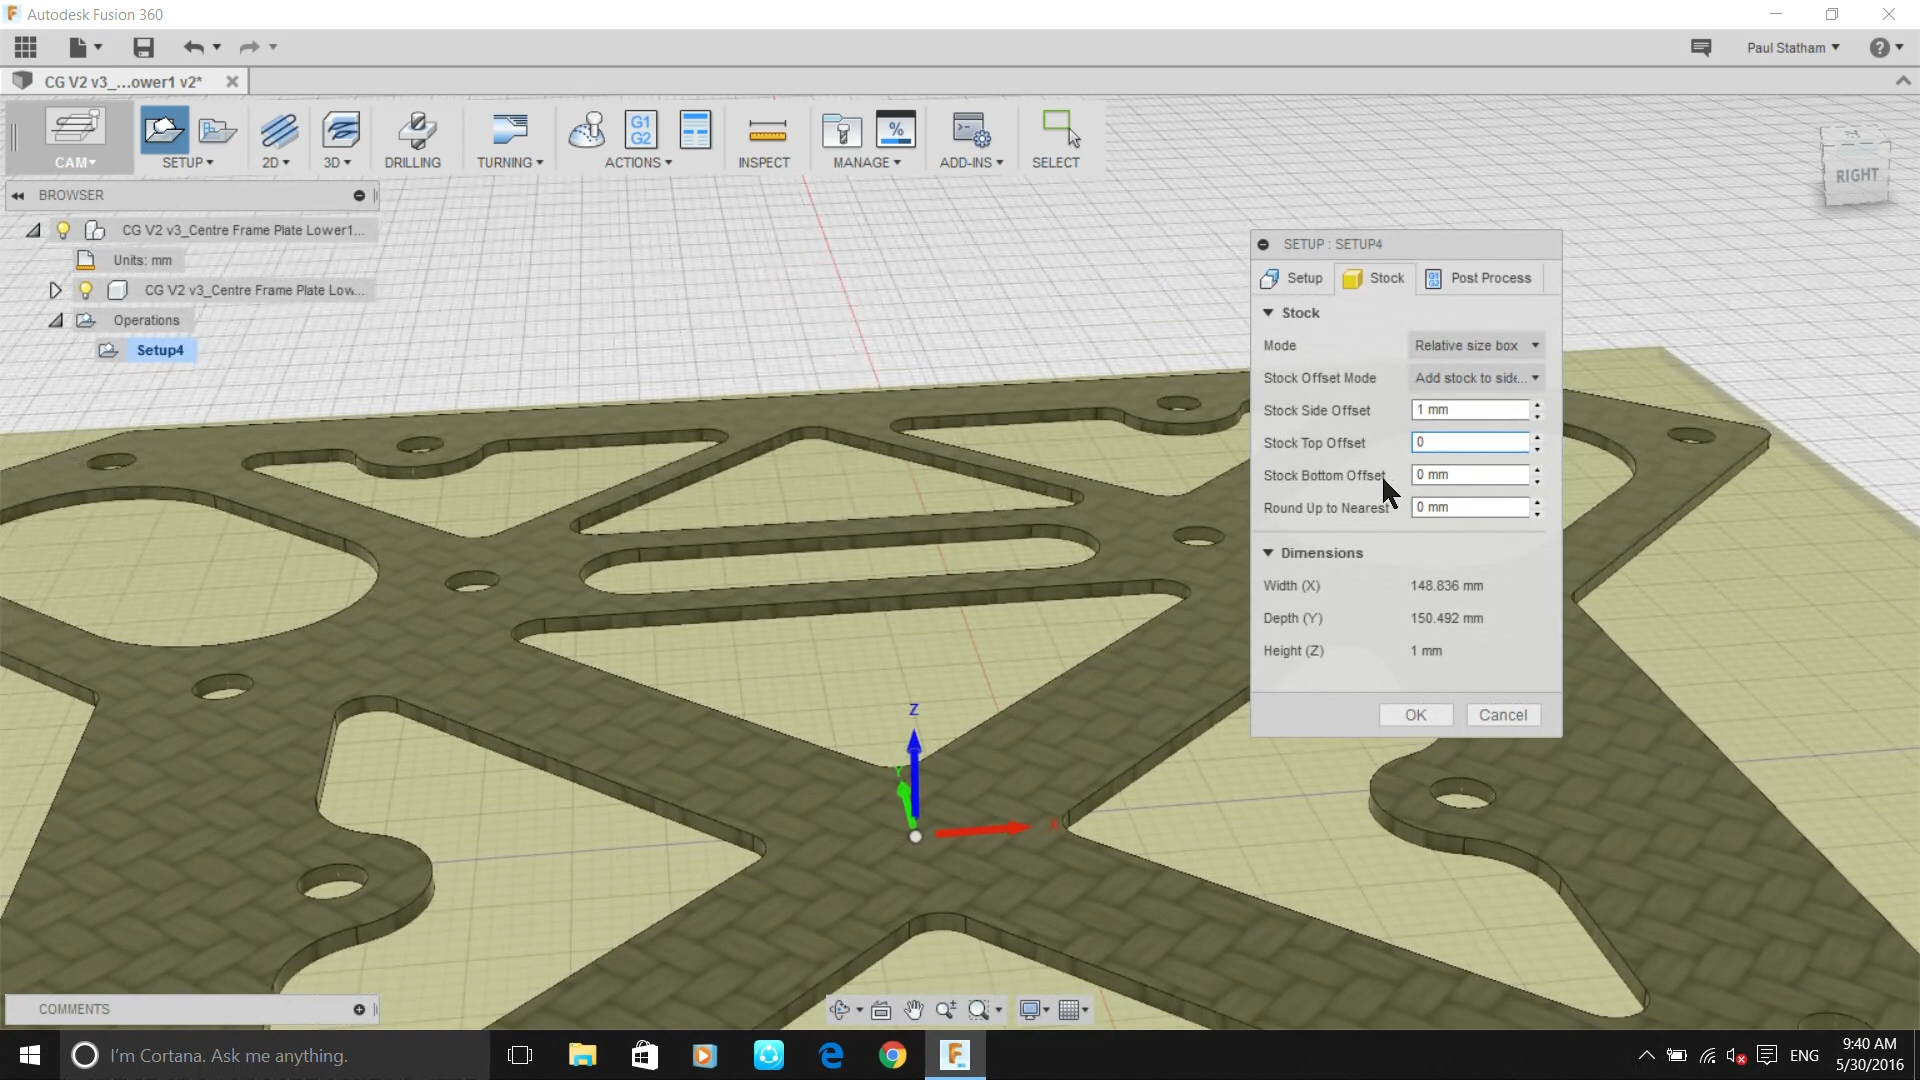 Autodesk Fusion 360
Paul Statham
CG V2 v3_...ower1 v2*
CAM
SETUP
2D
3D
DRILLING
TURNING
G1
G2
ACTIONS
INSPECT
%
MANAGE
ADD-INS
SELECT
RIGHT
BROWSER
CG V2 v3_Centre Frame Plate Lower1...
Units: mm
CG V2 v3_Centre Frame Plate Low...
Operations
Setup4
SETUP : SETUP4
Setup
Stock
G1
G2
Post Process
Stock
Mode
Relative size box
Stock Offset Mode
Add stock to side...
Stock Side Offset
1 mm
Stock Top Offset
0
Stock Bottom Offset
0 mm
Round Up to Nearest
0 mm
Dimensions
Width (X)
148.836 mm
Depth (Y)
150.492 mm
Height (Z)
1 mm
OK
Cancel
Z
Y
X
COMMENTS
I'm Cortana. Ask me anything.
ENG
9:40 AM
5/30/2016